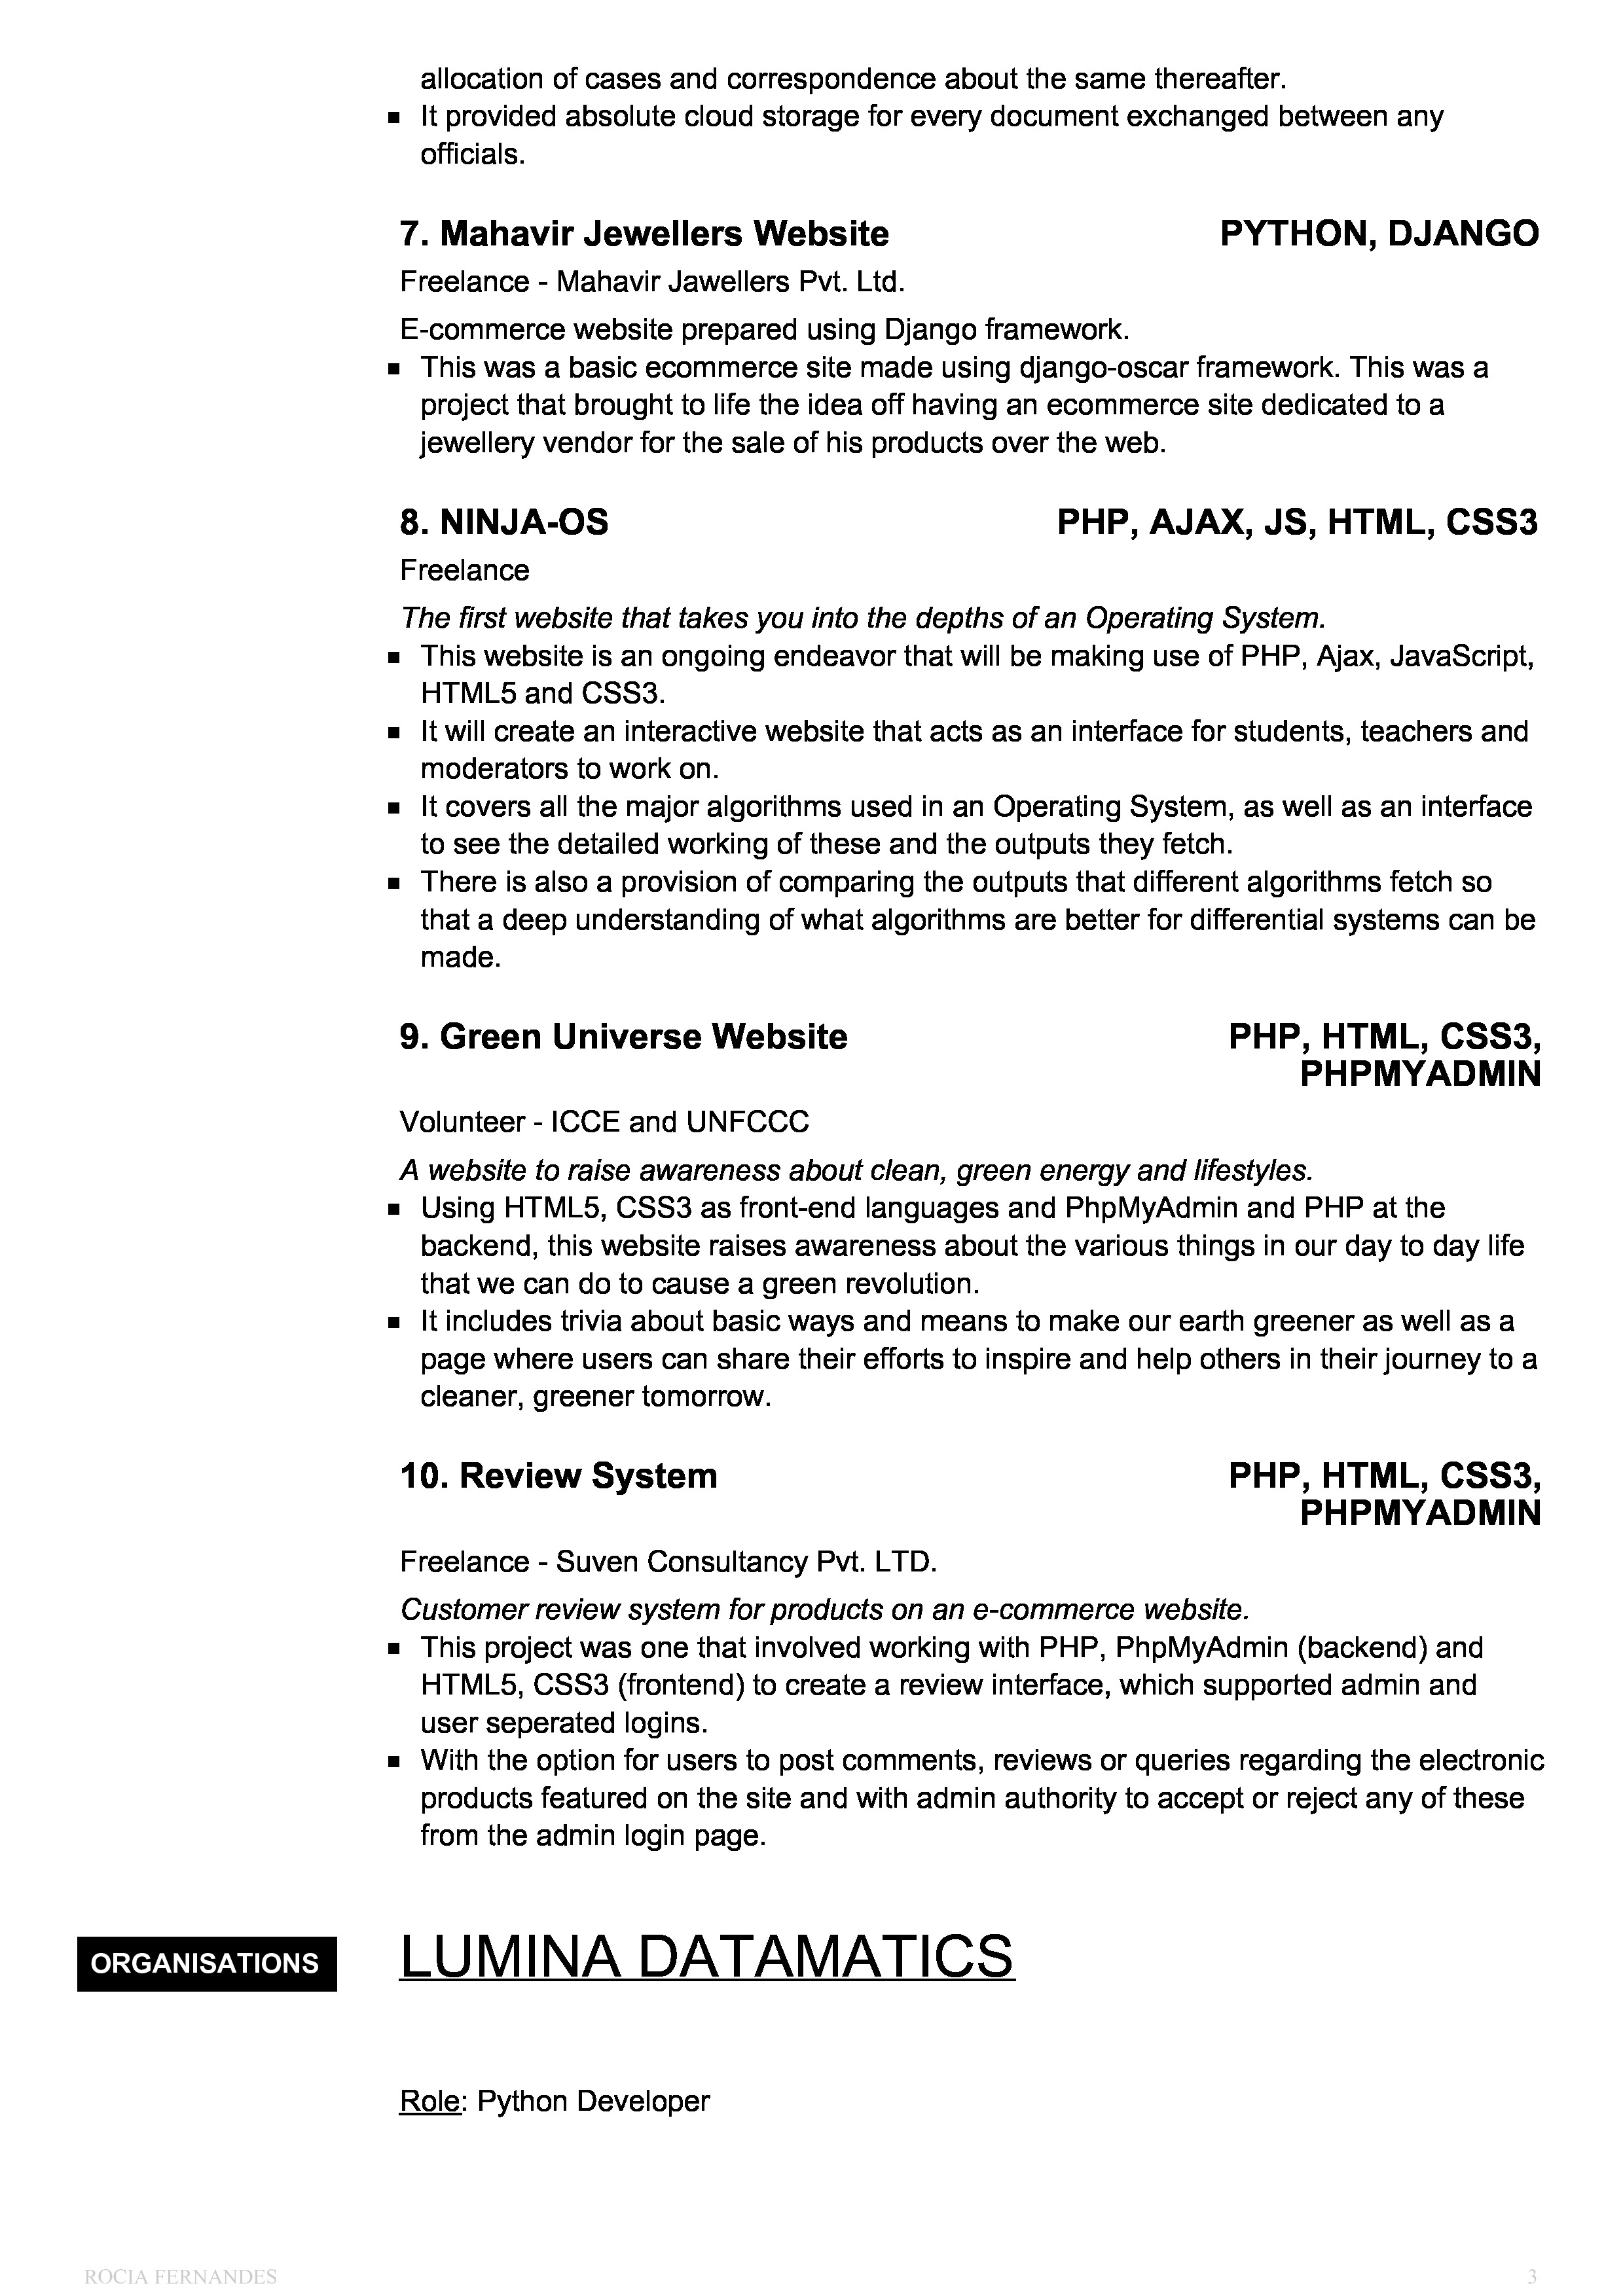 allocation of cases and correspondence about the same thereafter.
▪ It provided absolute cloud storage for every document exchanged between any
officials.
7. Mahavir Jewellers Website PYTHON, DJANGO
Freelance - Mahavir Jawellers Pvt. Ltd.
E-commerce website prepared using Django framework.
▪ This was a basic ecommerce site made using django-oscar framework. This was a
project that brought to life the idea off having an ecommerce site dedicated to a
jewellery vendor for the sale of his products over the web.
8. NINJA-OS PHP, AJAX, JS, HTML, CSS3
Freelance
The first website that takes you into the depths of an Operating System.
▪ This website is an ongoing endeavor that will be making use of PHP, Ajax, JavaScript,
HTML5 and CSS3.
▪ It will create an interactive website that acts as an interface for students, teachers and
moderators to work on.
▪ It covers all the major algorithms used in an Operating System, as well as an interface
to see the detailed working of these and the outputs they fetch.
▪ There is also a provision of comparing the outputs that different algorithms fetch so
that a deep understanding of what algorithms are better for differential systems can be
made.
9. Green Universe Website PHP, HTML, CSS3,
PHPMYADMIN
Volunteer - ICCE and UNFCCC
A website to raise awareness about clean, green energy and lifestyles.
▪ Using HTML5, CSS3 as front-end languages and PhpMyAdmin and PHP at the
backend, this website raises awareness about the various things in our day to day life
that we can do to cause a green revolution.
▪ It includes trivia about basic ways and means to make our earth greener as well as a
page where users can share their efforts to inspire and help others in their journey to a
cleaner, greener tomorrow.
10. Review System PHP, HTML, CSS3,
PHPMYADMIN
Freelance - Suven Consultancy Pvt. LTD.
Customer review system for products on an e-commerce website.
▪ This project was one that involved working with PHP, PhpMyAdmin (backend) and
HTML5, CSS3 (frontend) to create a review interface, which supported admin and
user seperated logins.
▪ With the option for users to post comments, reviews or queries regarding the electronic
products featured on the site and with admin authority to accept or reject any of these
from the admin login page.
ORGANISATIONS LUMINA DATAMATICS
Role: Python Developer
ROCIA FERNANDES 3